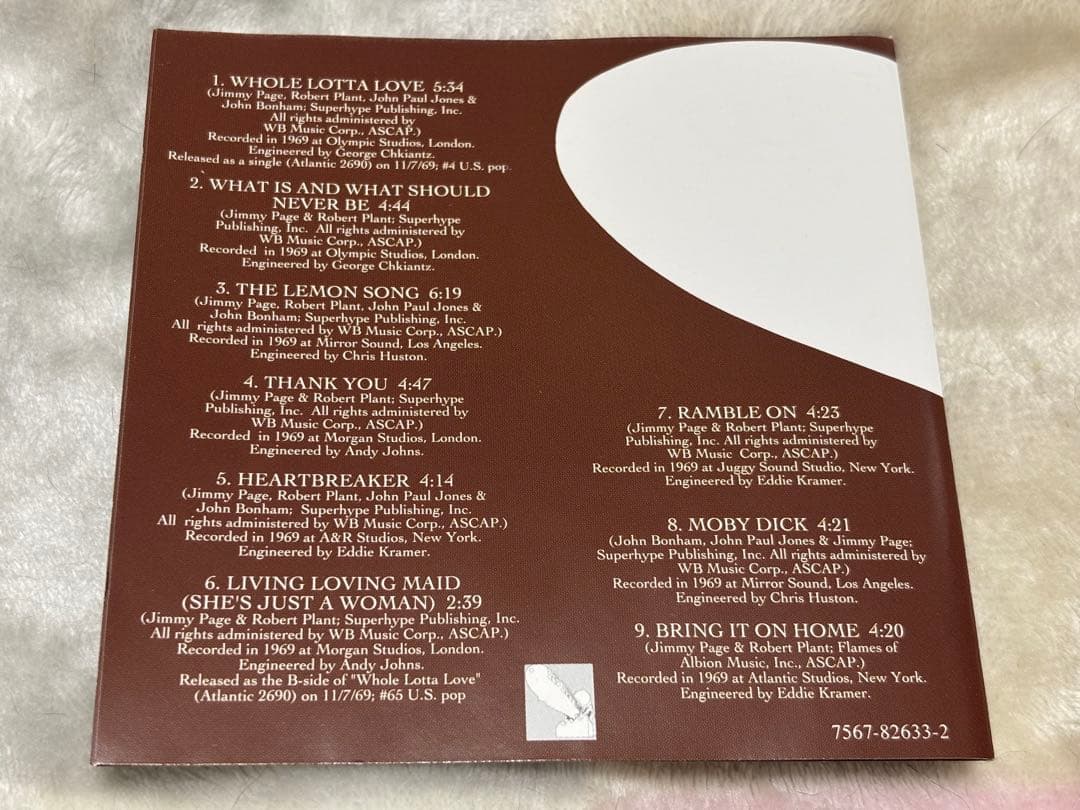 1. WHOLE LOTTA LOVE 5:34
(Jimmy Page, Robert Plant, John Paul Jones &
John Bonham; Superhype Publishing, Inc.
All rights administered by
WB Music Corp., ASCAP.)
Recorded in 1969 at Olympic Studios, London.
Engineered by George Chkiantz.
Released as a single (Atlantic 2690) on 11/7/69; #4 U.S. pop.
2. WHAT IS AND WHAT SHOULD
NEVER BE 4:44
(Jimmy Page & Robert Plant; Superhype
Publishing, Inc. All rights administered by
WB Music Corp., ASCAP.)
Recorded in 1969 at Olympic Studios, London.
Engineered by George Chkiantz.
3. THE LEMON SONG 6:19
(Jimmy Page, Robert Plant, John Paul Jones &
John Bonham; Superhype Publishing, Inc.
All rights administered by WB Music Corp., ASCAP.)
Recorded in 1969 at Mirror Sound, Los Angeles.
Engineered by Chris Huston.
4. THANK YOU 4:47
(Jimmy Page & Robert Plant; Superhype
Publishing, Inc. All rights administered by
WB Music Corp., ASCAP.)
Recorded in 1969 at Morgan Studios, London.
Engineered by Andy Johns.
5. HEARTBREAKER 4:14
(Jimmy Page, Robert Plant, John Paul Jones &
John Bonham; Superhype Publishing, Inc.
All rights administered by WB Music Corp., ASCAP.)
Recorded in 1969 at A&R Studios, New York.
Engineered by Eddie Kramer.
6. LIVING LOVING MAID
(SHE'S JUST A WOMAN) 2:39
(Jimmy Page & Robert Plant; Superhype Publishing, Inc.
All rights administered by WB Music Corp., ASCAP.)
Recorded in 1969 at Morgan Studios, London.
Engineered by Andy Johns.
Released as the B-side of "Whole Lotta Love"
(Atlantic 2690) on 11/7/69; #65 U.S. pop
7. RAMBLE ON 4:23
(Jimmy Page & Robert Plant; Superhype
Publishing, Inc. All rights administered by
WB Music Corp., ASCAP.)
Recorded in 1969 at Juggy Sound Studio, New York.
Engineered by Eddie Kramer.
8. MOBY DICK 4:21
(John Bonham, John Paul Jones & Jimmy Page;
Superhype Publishing, Inc. All rights administered by
WB Music Corp., ASCAP.)
Recorded in 1969 at Mirror Sound, Los Angeles.
Engineered by Chris Huston.
9. BRING IT ON HOME 4:20
(Jimmy Page & Robert Plant; Flames of
Albion Music, Inc., ASCAP.)
Recorded in 1969 at Atlantic Studios, New York.
Engineered by Eddie Kramer.
7567-82633-2